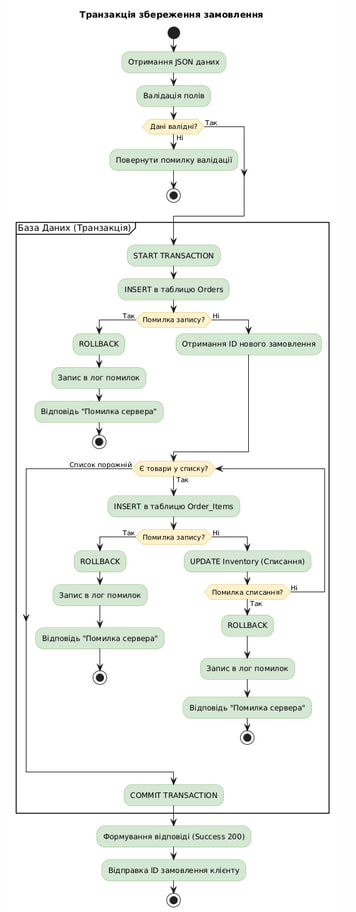 Транзакція збереження замовлення
Отримання JSON даних
Валідація полів
Дані валідні?
Так
Ні
Повернути помилку валідації
База Даних (Транзакція)
START TRANSACTION
INSERT в таблицю Orders
Так
Помилка запису?
Ні
ROLLBACK
Отримання ID нового замовлення
Запис в лог помилок
Відповідь "Помилка сервера"
Список порожній
Є товари у списку?
Так
INSERT в таблицю Order_Items
Так
Помилка запису?
Ні
ROLLBACK
UPDATE Inventory (Списання)
Запис в лог помилок
Помилка списання?
Ні
Так
ROLLBACK
Відповідь "Помилка сервера"
Запис в лог помилок
Відповідь "Помилка сервера"
COMMIT TRANSACTION
Формування відповіді (Success 200)
Відправка ID замовлення клієнту